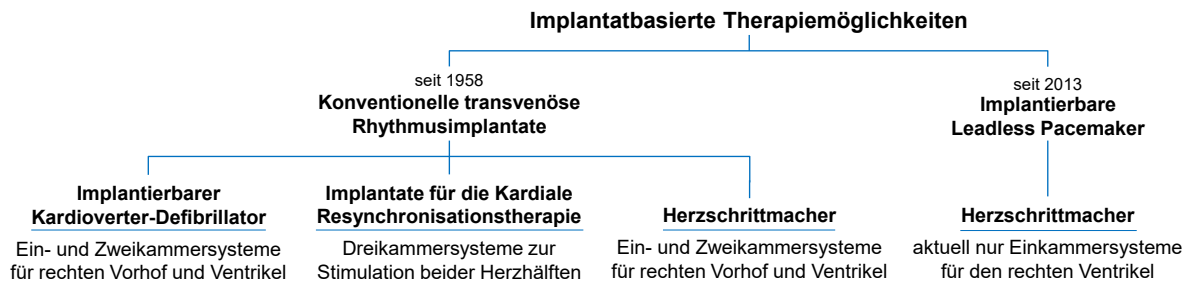 Implantatbasierte Therapiemöglichkeiten
seit 1958
Konventionelle transvenöse
Rhythmusimplantate
seit 2013
Implantierbare
Leadless Pacemaker
Implantierbarer
Kardioverter-Defibrillator
Ein- und Zweikammersysteme
für rechten Vorhof und Ventrikel
Implantate für die Kardiale
Resynchronisationstherapie
Dreikammersysteme zur
Stimulation beider Herzhälften
Herzschrittmacher
Ein- und Zweikammersysteme
für rechten Vorhof und Ventrikel
Herzschrittmacher
aktuell nur Einkammersysteme
für den rechten Ventrikel